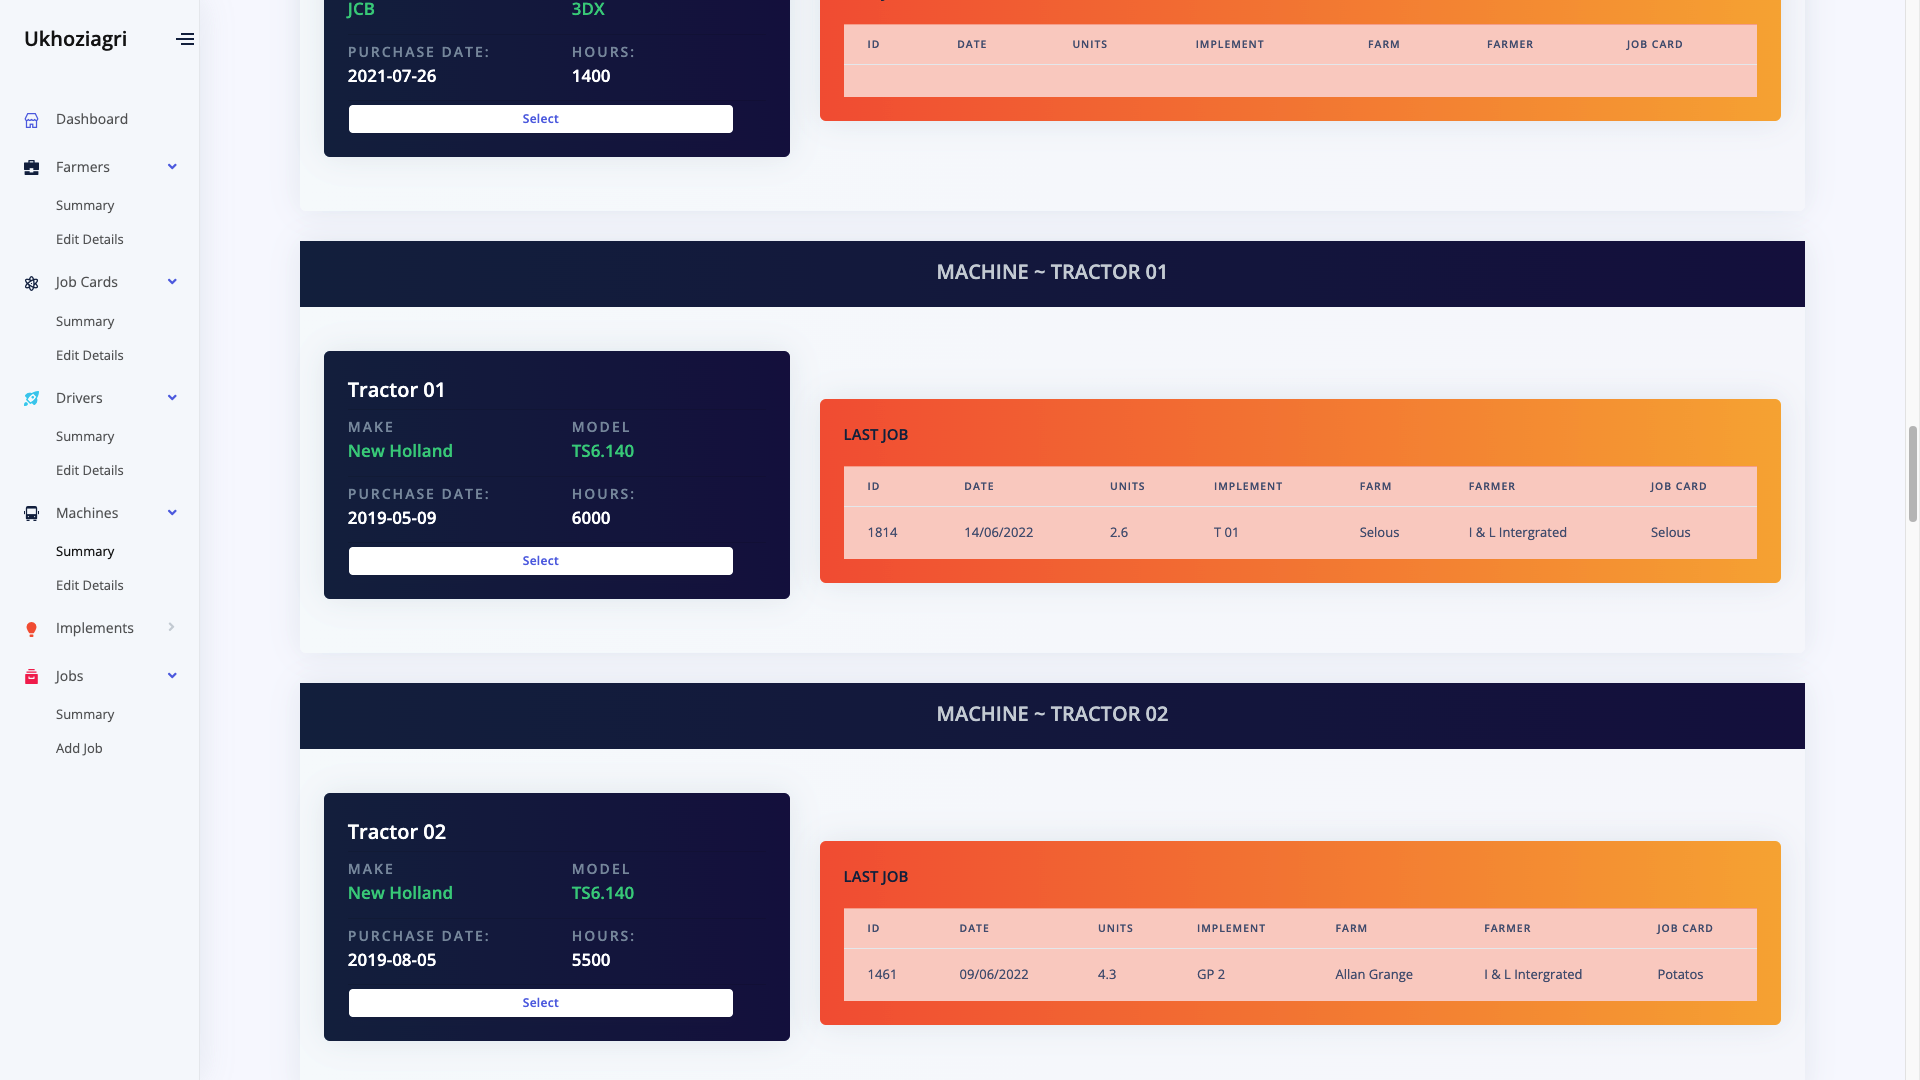 Ukhoziagri
Dashboard
Farmers
Summary
Edit Details
Job Cards
Summary
Edit Details
Drivers
Summary
Edit Details
Machines
Summary
Edit Details
Implements
Jobs
Summary
Add Job
JCB 3DX
PURCHASE DATE: HOURS:
2021-07-26 1400
Select
ID DATE UNITS IMPLEMENT FARM FARMER JOB CARD
MACHINE ~ TRACTOR 01
Tractor 01
MAKE MODEL
New Holland TS6.140
PURCHASE DATE: HOURS:
2019-05-09 6000
Select
LAST JOB
ID DATE UNITS IMPLEMENT FARM FARMER JOB CARD
1814 14/06/2022 2.6 T 01 Selous I & L Intergrated Selous
MACHINE ~ TRACTOR 02
Tractor 02
MAKE MODEL
New Holland TS6.140
PURCHASE DATE: HOURS:
2019-08-05 5500
Select
LAST JOB
ID DATE UNITS IMPLEMENT FARM FARMER JOB CARD
1461 09/06/2022 4.3 GP 2 Allan Grange I & L Intergrated Potatos